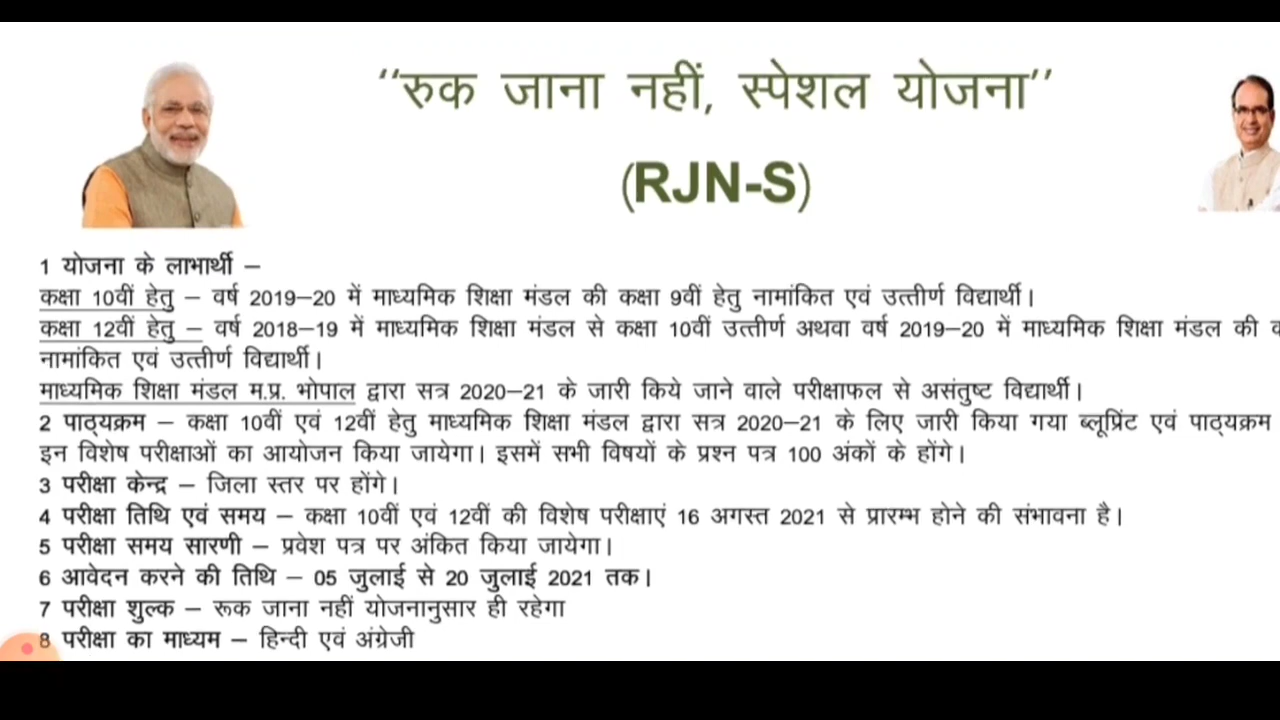 ‘‘रुक जाना नहीं, स्पेशल योजना’’
(RJN-S)
1 योजना के लाभार्थी –
कक्षा 10वीं हेतु – वर्ष 2019–20 में माध्यमिक शिक्षा मंडल की कक्षा 9वीं हेतु नामांकित एवं उत्तीर्ण विद्यार्थी।
कक्षा 12वीं हेतु – वर्ष 2018–19 में माध्यमिक शिक्षा मंडल से कक्षा 10वीं उत्तीर्ण अथवा वर्ष 2019–20 में माध्यमिक शिक्षा मंडल की
नामांकित एवं उत्तीर्ण विद्यार्थी।
माध्यमिक शिक्षा मंडल म.प्र. भोपाल द्वारा सत्र 2020–21 के जारी किये जाने वाले परीक्षाफल से असंतुष्ट विद्यार्थी।
2 पाठ्यक्रम – कक्षा 10वीं एवं 12वीं हेतु माध्यमिक शिक्षा मंडल द्वारा सत्र 2020–21 के लिए जारी किया गया ब्लूप्रिंट एवं पाठ्यक्रम
इन विशेष परीक्षाओं का आयोजन किया जायेगा। इसमें सभी विषयों के प्रश्न पत्र 100 अंकों के होंगे।
3 परीक्षा केन्द्र – जिला स्तर पर होंगे।
4 परीक्षा तिथि एवं समय – कक्षा 10वीं एवं 12वीं की विशेष परीक्षाएं 16 अगस्त 2021 से प्रारम्भ होने की संभावना है।
5 परीक्षा समय सारणी – प्रवेश पत्र पर अंकित किया जायेगा।
6 आवेदन करने की तिथि – 05 जुलाई से 20 जुलाई 2021 तक।
7 परीक्षा शुल्क – रूक जाना नहीं योजनानुसार ही रहेगा
8 परीक्षा का माध्यम – हिन्दी एवं अंग्रेजी